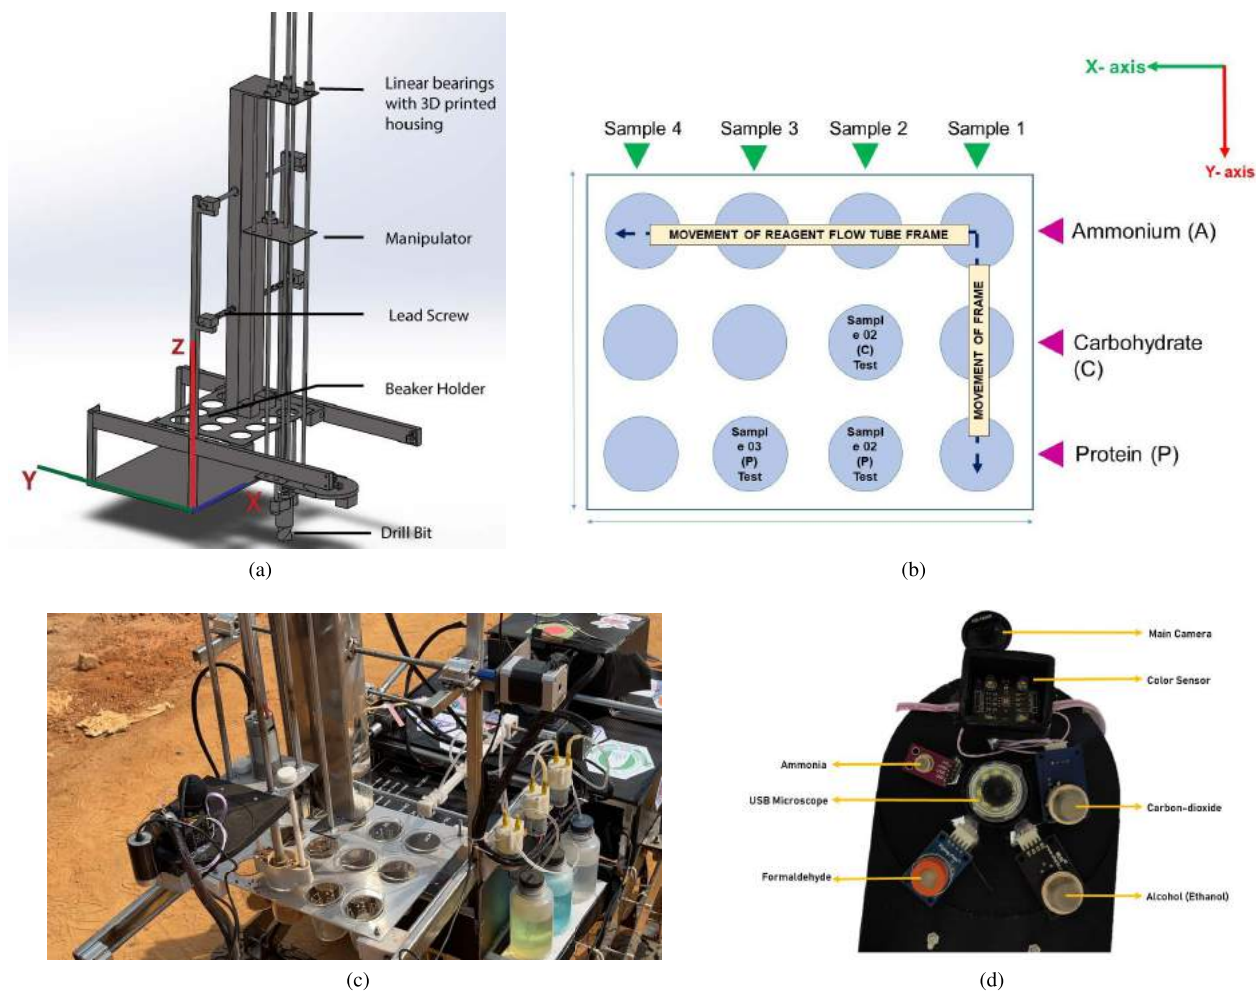 Linear bearings
with 3D printed
housing
Manipulator
Lead Screw
Z
Beaker Holder
Y
X
Drill Bit
(a)
X- axis
Y- axis
Sample 4
Sample 3
Sample 2
Sample 1
MOVEMENT OF REAGENT FLOW TUBE FRAME
Ammonium (A)
MOVEMENT OF FRAME
Sampl
e 02
(C)
Test
Carbohydrate
(C)
Sampl
e 03
(P)
Test
Sampl
e 02
(P)
Test
Protein (P)
(b)
(c)
Main Camera
Color Sensor
Ammonia
USB Microscope
Carbon-dioxide
Formaldehyde
Alcohol (Ethanol)
(d)